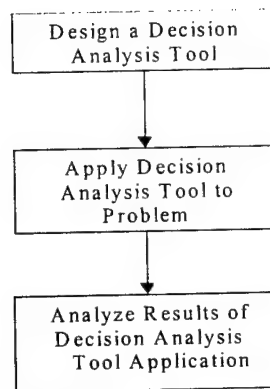 Design a Decision
Analysis Tool
Apply Decision
Analysis Tool to
Problem
Analyze Results of
Decision Analysis
Tool Application